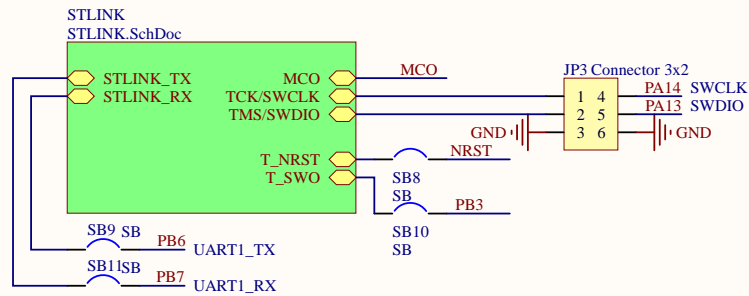 STLINK
STLINK.SchDoc
STLINK_TX
STLINK_RX
MCO
TCK/SWCLK
TMS/SWDIO
T_NRST
T_SWO
MCO
JP3 Connector 3x2
1 4
2 5
3 6
PA14 SWCLK
PA13 SWDIO
GND
GND
NRST
SB8
SB
PB3
SB10
SB
SB9 SB
PB6
UART1_TX
SB11 SB
PB7
UART1_RX